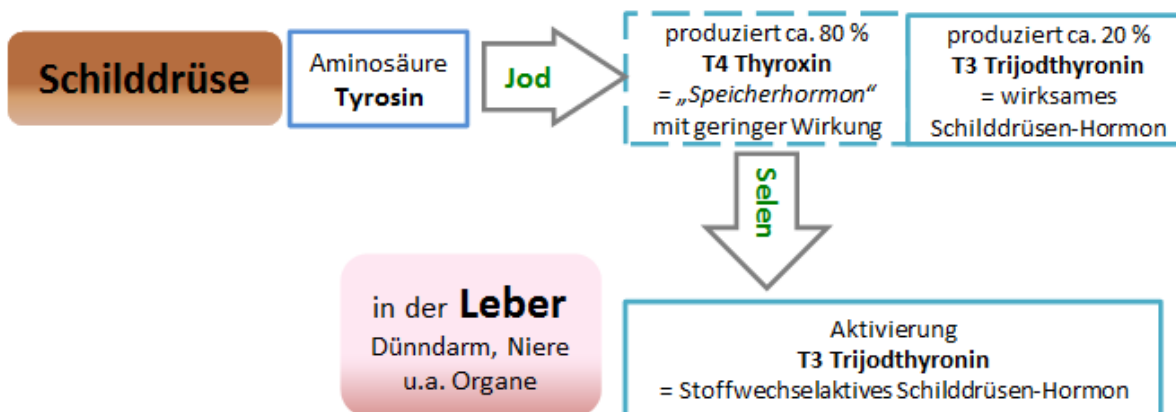 Schilddrüse
Aminosäure
Tyrosin
Jod
produziert ca. 80 %
T4 Thyroxin
= „Speicherhormon“
mit geringer Wirkung
produziert ca. 20 %
T3 Trijodthyronin
= wirksames
Schilddrüsen-Hormon
Selen
in der Leber
Dünndarm, Niere
u.a. Organe
Aktivierung
T3 Trijodthyronin
= Stoffwechselaktives Schilddrüsen-Hormon